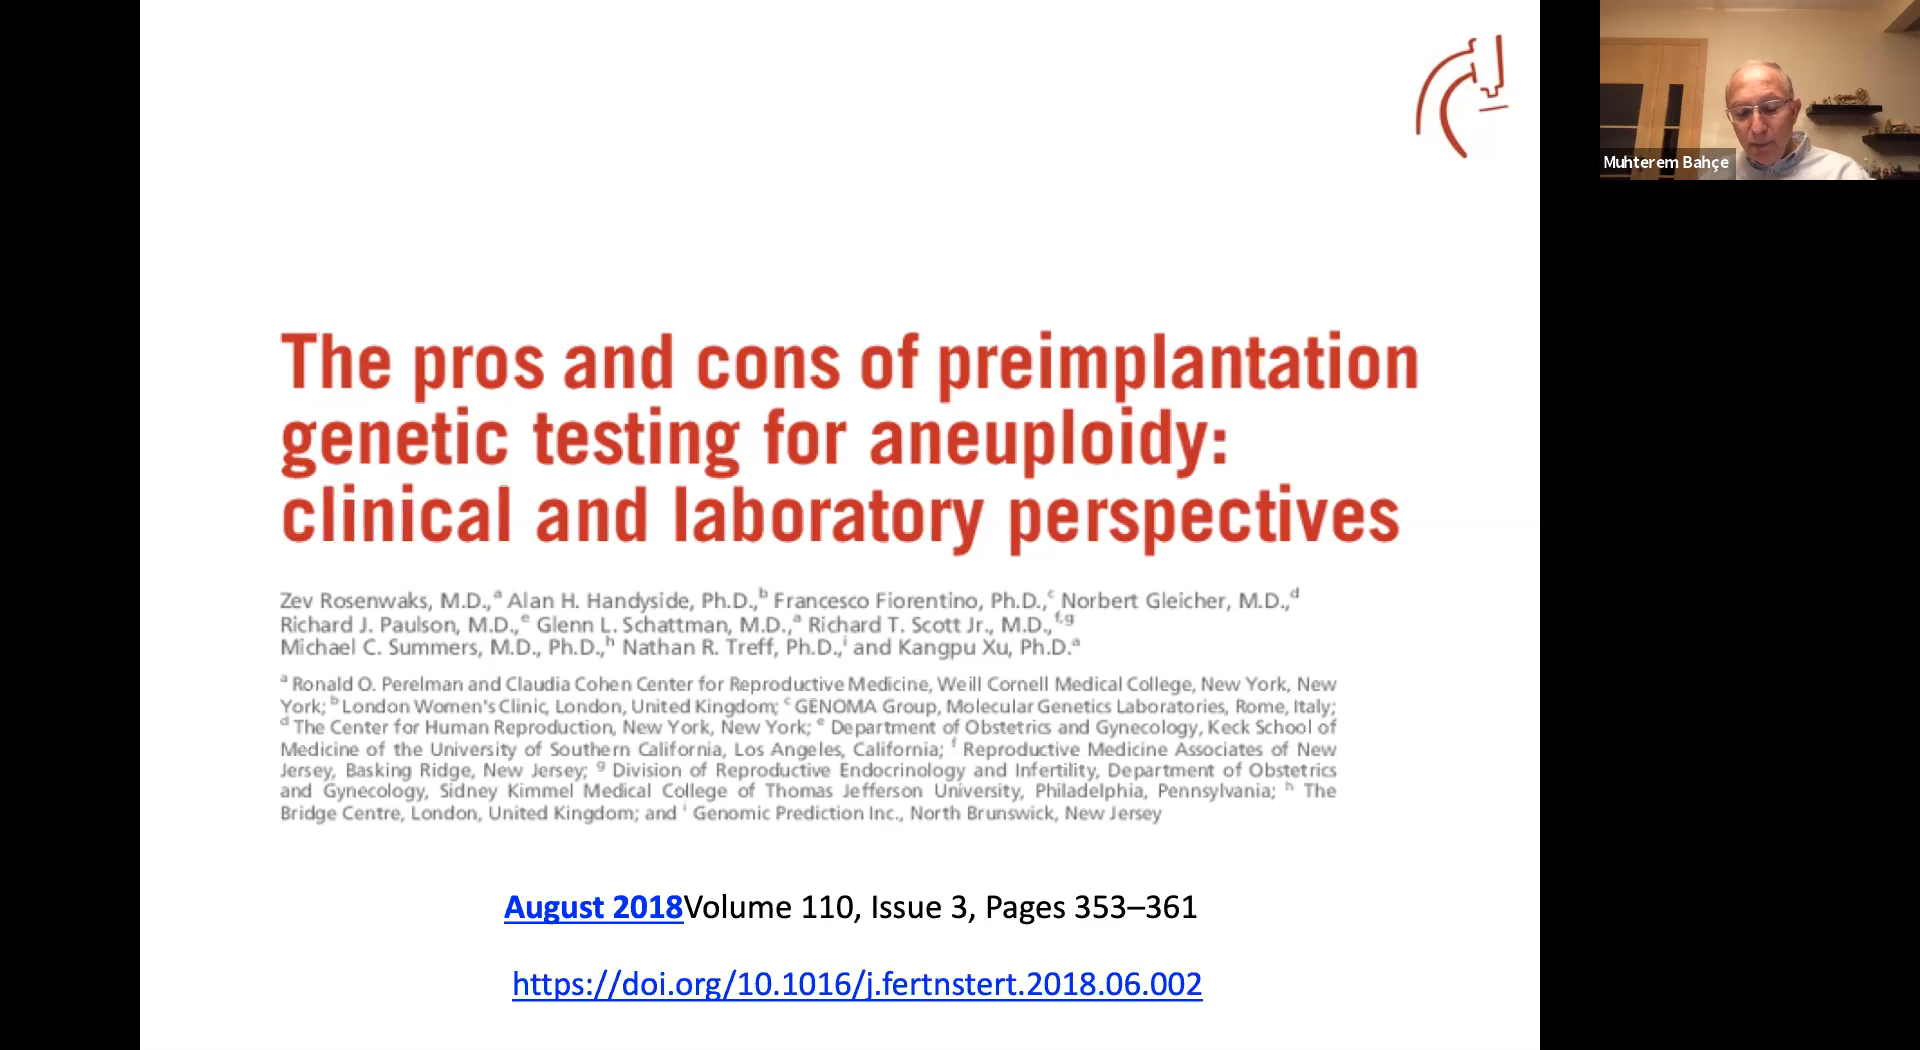 The pros and cons of preimplantation
genetic testing for aneuploidy:
clinical and laboratory perspectives
Zev Rosenwaks, M.D.,a Alan H. Handyside, Ph.D.,b Francesco Fiorentino, Ph.D.,c Norbert Gleicher, M.D.,d
Richard J. Paulson, M.D.,e Glenn L. Schattman, M.D.,a Richard T. Scott Jr., M.D.,f,g
Michael C. Summers, M.D., Ph.D.,h Nathan R. Treff, Ph.D.,i and Kangpu Xu, Ph.D.a
a Ronald O. Perelman and Claudia Cohen Center for Reproductive Medicine, Weill Cornell Medical College, New York, New
York; b London Women's Clinic, London, United Kingdom; c GENOMA Group, Molecular Genetics Laboratories, Rome, Italy;
d The Center for Human Reproduction, New York, New York; e Department of Obstetrics and Gynecology, Keck School of
Medicine of the University of Southern California, Los Angeles, California; f Reproductive Medicine Associates of New
Jersey, Basking Ridge, New Jersey; g Division of Reproductive Endocrinology and Infertility, Department of Obstetrics
and Gynecology, Sidney Kimmel Medical College of Thomas Jefferson University, Philadelphia, Pennsylvania; h The
Bridge Centre, London, United Kingdom; and i Genomic Prediction Inc., North Brunswick, New Jersey
August 2018Volume 110, Issue 3, Pages 353–361
https://doi.org/10.1016/j.fertnstert.2018.06.002
Muhterem Bahçe